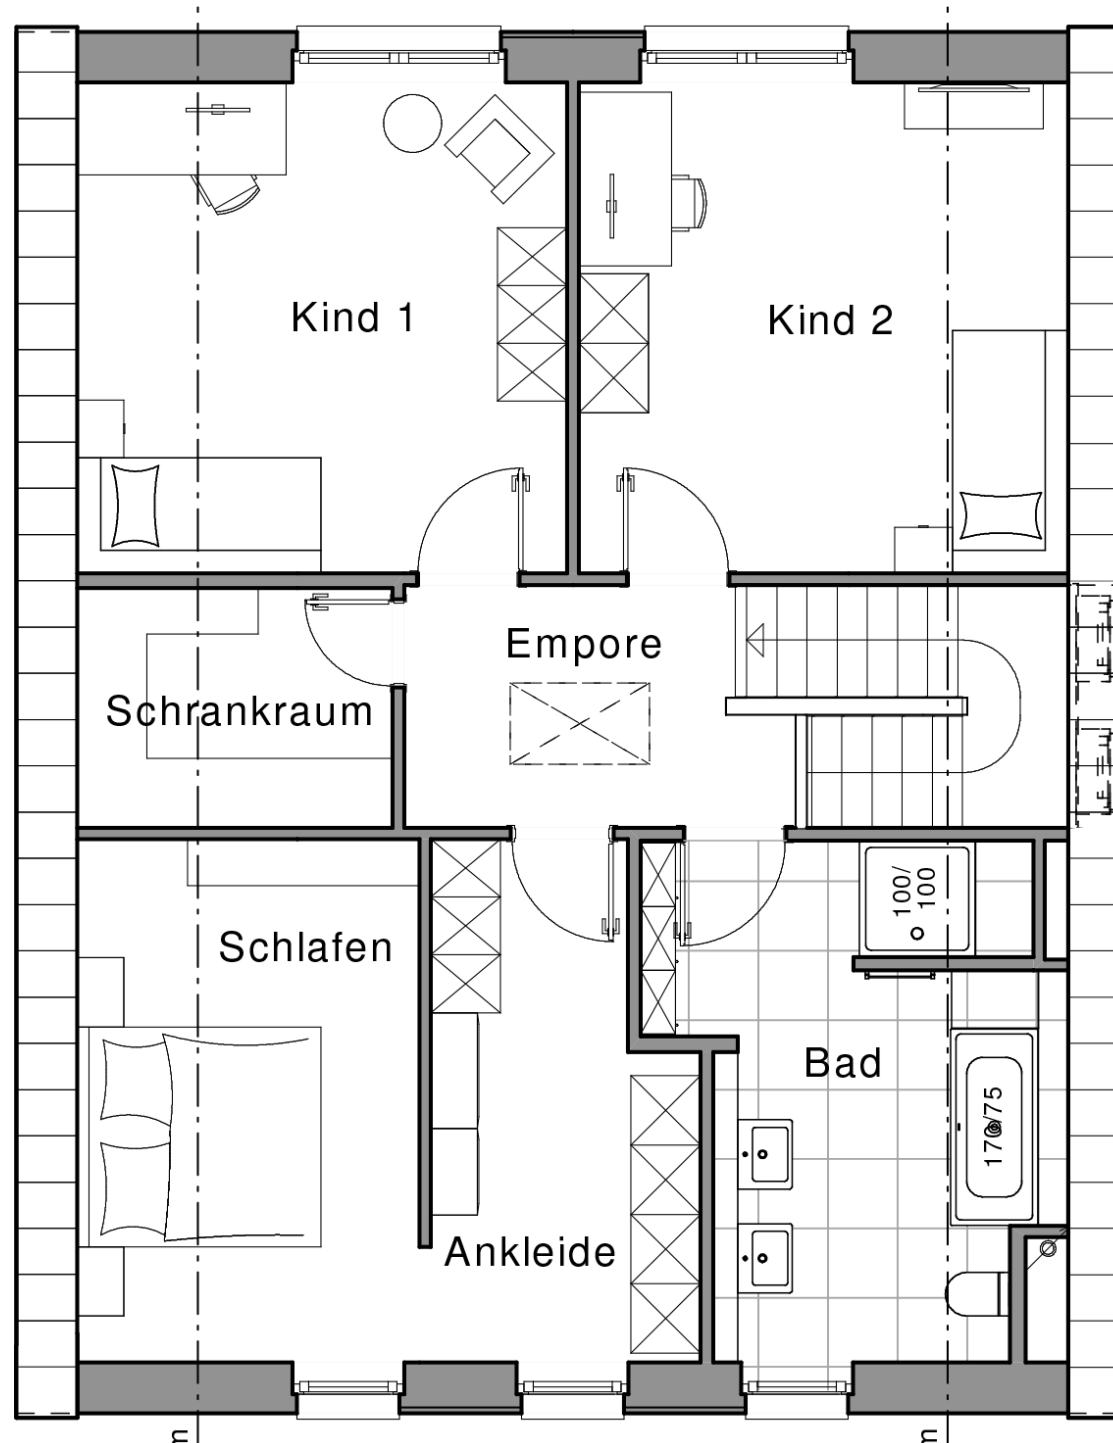 Kind 1
Kind 2
Empore
Schrankraum
Schlafen
100/
100
Bad
170/75
Ankleide
m
m